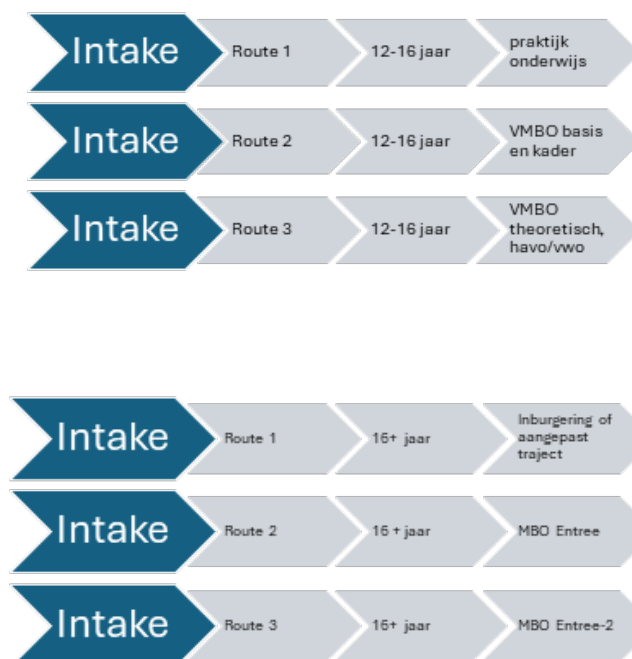 Intake Route 1 12-16 jaar praktijk
onderwijs
Intake Route 2 12-16 jaar VMBO basis
en kader
Intake Route 3 12-16 jaar VMBO
theoretisch,
havo/vwo
Intake Route 1 16+ jaar Inburgering of
aangepast
traject
Intake Route 2 16 + jaar MBO Entree
Intake Route 3 16+ jaar MBO Entree-2